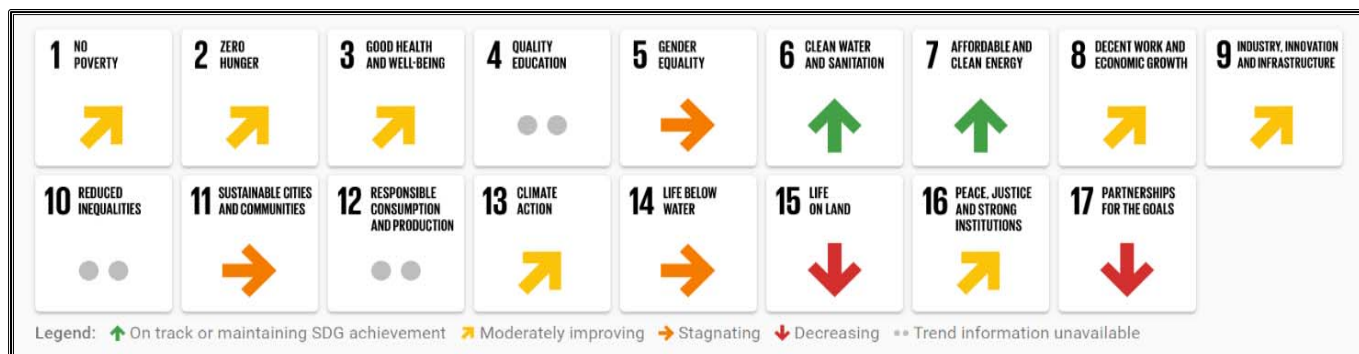 1 NO POVERTY
2 ZERO HUNGER
3 GOOD HEALTH AND WELL-BEING
4 QUALITY EDUCATION
5 GENDER EQUALITY
6 CLEAN WATER AND SANITATION
7 AFFORDABLE AND CLEAN ENERGY
8 DECENT WORK AND ECONOMIC GROWTH
9 INDUSTRY, INNOVATION AND INFRASTRUCTURE
10 REDUCED INEQUALITIES
11 SUSTAINABLE CITIES AND COMMUNITIES
12 RESPONSIBLE CONSUMPTION AND PRODUCTION
13 CLIMATE ACTION
14 LIFE BELOW WATER
15 LIFE ON LAND
16 PEACE, JUSTICE AND STRONG INSTITUTIONS
17 PARTNERSHIPS FOR THE GOALS
Legend: On track or maintaining SDG achievement Moderately improving Stagnating Decreasing Trend information unavailable